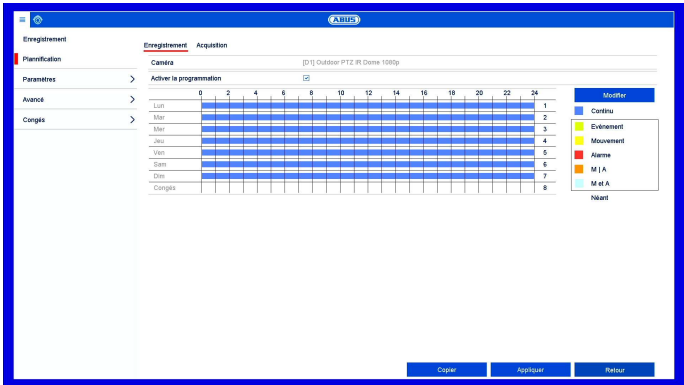 ABUS
Enregistrement
Plannification
Paramètres
Avancé
Congés
Enregistrement Acquisition
Caméra [D1] Outdoor PTZ IR Dome 1080p
Activer la programmation
0 2 4 6 8 10 12 14 16 18 20 22 24
Lun 1
Mar 2
Mer 3
Jeu 4
Ven 5
Sam 6
Dim 7
Congés 8
Modifier
Continu
Evénement
Mouvement
Alarme
M | A
M et A
Néant
Copier Appliquer Retour